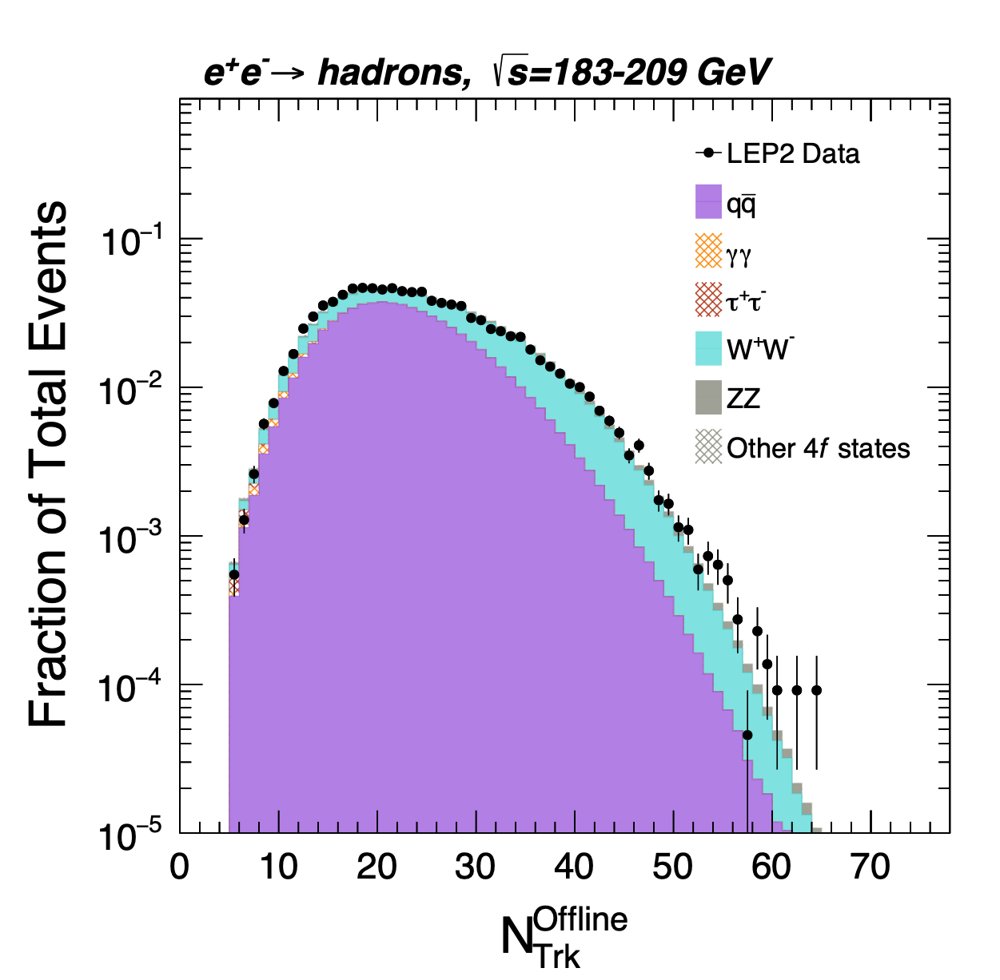 e⁺e⁻→ hadrons, √s=183-209 GeV
LEP2 Data
qq̅
γγ
τ⁺τ⁻
W⁺W⁻
ZZ
Other 4f states
Fraction of Total Events
10⁻¹
10⁻²
10⁻³
10⁻⁴
10⁻⁵
0 10 20 30 40 50 60 70
N_Trk^Offline